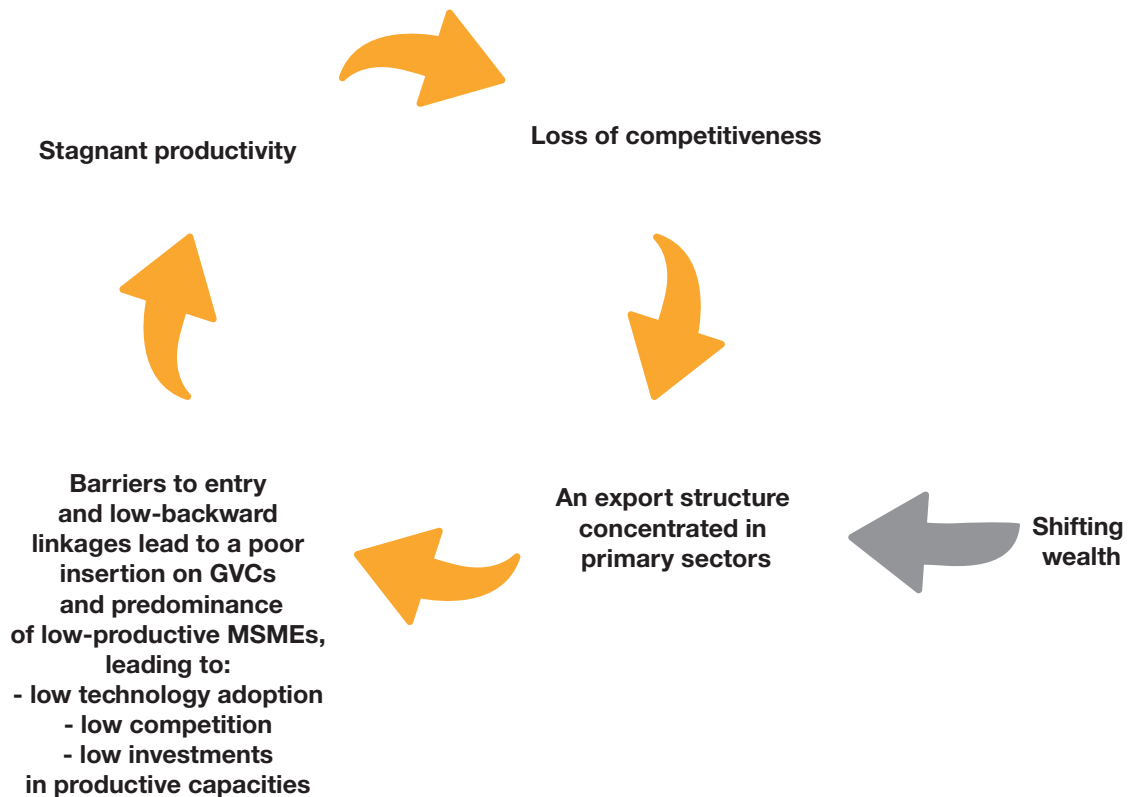 Stagnant productivity
Loss of competitiveness
An export structure
concentrated in
primary sectors
Shifting
wealth
Barriers to entry
and low-backward
linkages lead to a poor
insertion on GVCs
and predominance
of low-productive MSMEs,
leading to:
- low technology adoption
- low competition
- low investments
in productive capacities